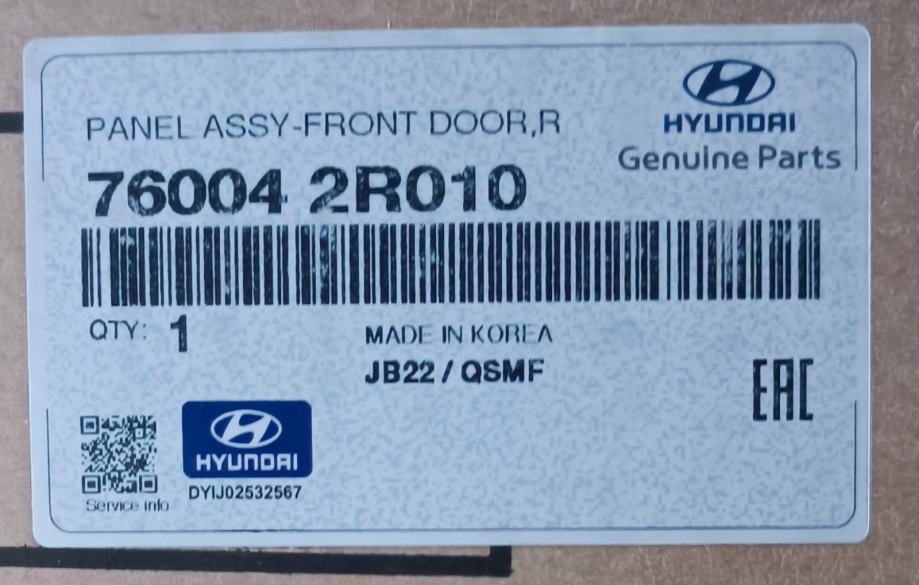 HYUNDAI
Genuine Parts
PANEL ASSY-FRONT DOOR,R
76004 2R010
QTY: 1
MADE IN KOREA
JB22 / QSMF
EAC
HYUNDAI
DYIJ02532567
Service info